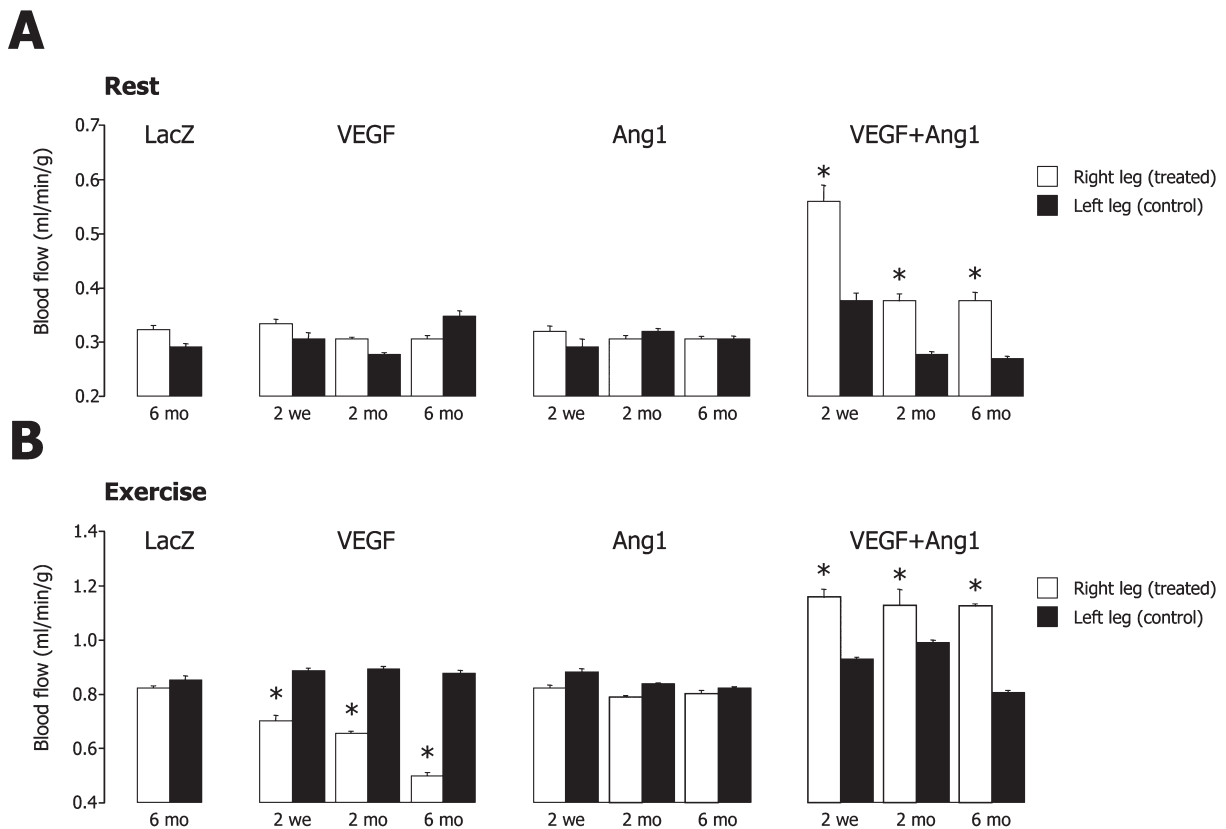 A
Rest
0.7
0.6
0.5
0.4
0.3
0.2
Blood flow (ml/min/g)
LacZ VEGF Ang1 VEGF+Ang1
* * *
Right leg (treated)
Left leg (control)
6 mo 2 we 2 mo 6 mo 2 we 2 mo 6 mo 2 we 2 mo 6 mo
B
Exercise
1.4
1.2
1.0
0.8
0.6
0.4
Blood flow (ml/min/g)
LacZ VEGF Ang1 VEGF+Ang1
* * * * * *
Right leg (treated)
Left leg (control)
6 mo 2 we 2 mo 6 mo 2 we 2 mo 6 mo 2 we 2 mo 6 mo